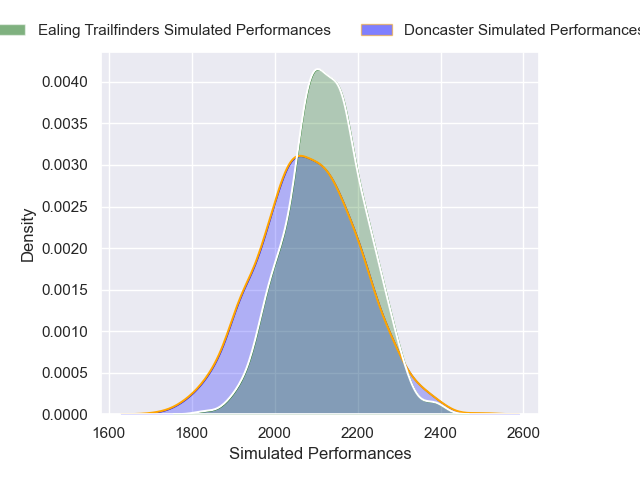 Ealing Trailfinders Simulated Performances
Doncaster Simulated Performances
0.0040
0.0035
0.0030
0.0025
0.0020
0.0015
0.0010
0.0005
0.0000
Density
1600 1800 2000 2200 2400 2600
Simulated Performances